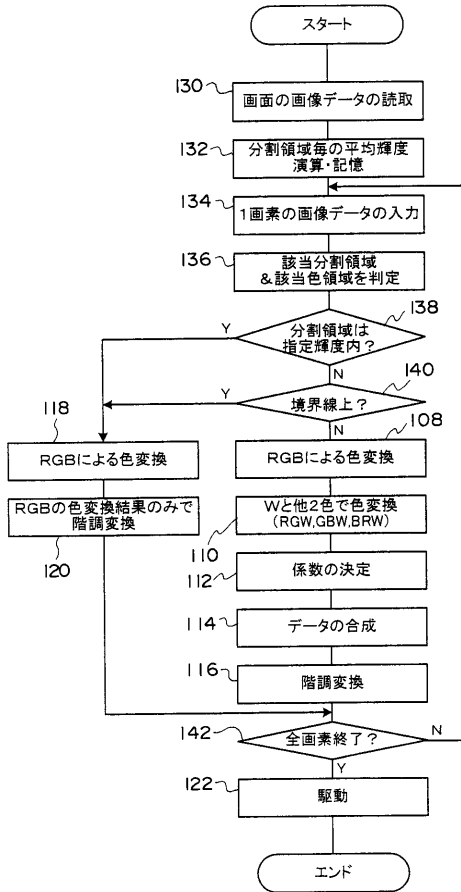 スタート
130
画面の画像データの読取
132
分割領域毎の平均輝度
演算・記憶
134
1画素の画像データの入力
136
該当分割領域
&該当色領域を判定
138
分割領域は
指定輝度内?
Y
N
140
境界線上?
Y
N
118
RGBによる色変換
108
RGBによる色変換
RGBの色変換結果のみで
階調変換
120
Wと他2色で色変換
(RGW,GBW,BRW)
110
112
係数の決定
114
データの合成
116
階調変換
142
全画素終了?
N
Y
122
駆動
エンド